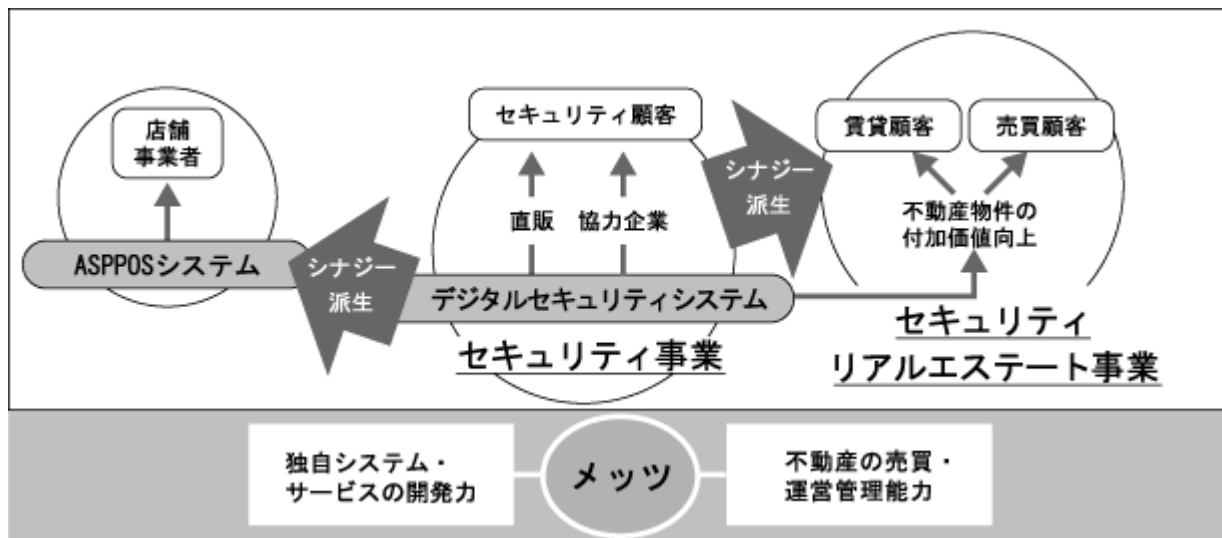 店舗
事業者
ASPPOSシステム
シナジー
派生
セキュリティ顧客
直販
協力企業
デジタルセキュリティシステム
セキュリティ事業
シナジー
派生
賃貸顧客
売買顧客
不動産物件の
付加価値向上
セキュリティ
リアルエステート事業
独自システム・
サービスの開発力
メッツ
不動産の売買・
運営管理能力